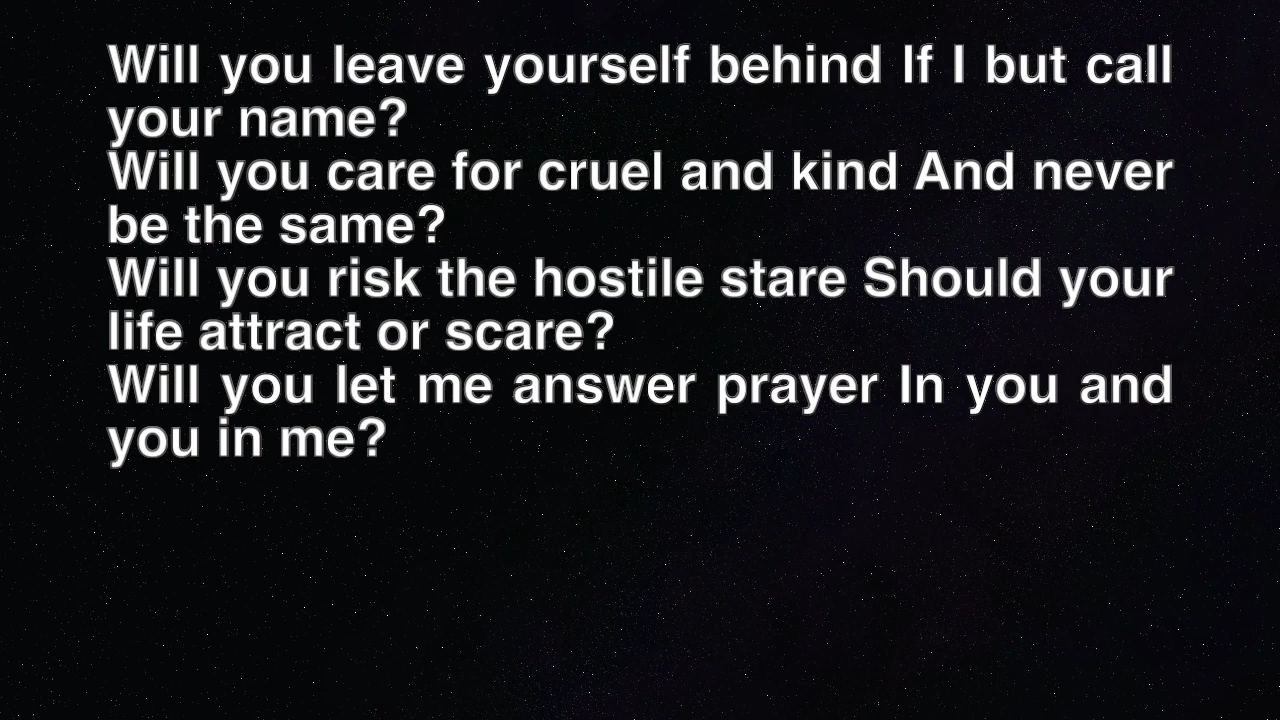 Will you leave yourself behind If I but call
your name?
Will you care for cruel and kind And never
be the same?
Will you risk the hostile stare Should your
life attract or scare?
Will you let me answer prayer In you and
you in me?